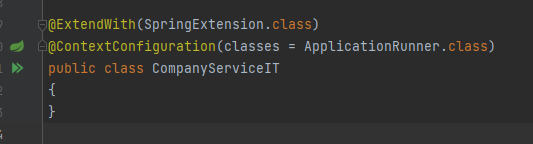 @ExtendWith(SpringExtension.class)
@ContextConfiguration(classes = ApplicationRunner.class)
public class CompanyServiceIT
{
}